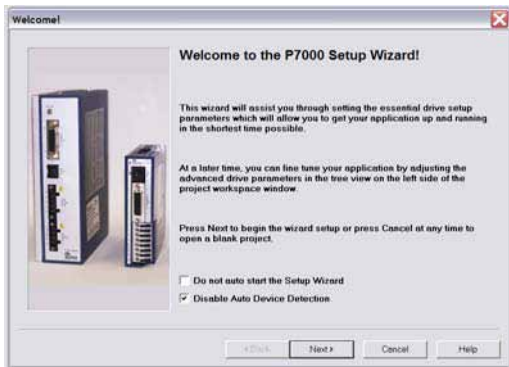 Welcome!
Welcome to the P7000 Setup Wizard!
This wizard will assist you through setting the essential drive setup
parameters which will allow you to get your application up and running
in the shortest time possible.
At a later time, you can fine tune your application by adjusting the
advanced drive parameters in the tree view on the left side of the
project workspace window.
Press Next to begin the wizard setup or press Cancel at any time to
open a blank project.
Do not auto start the Setup Wizard
Disable Auto Device Detection
< Back
Next >
Cancel
Help